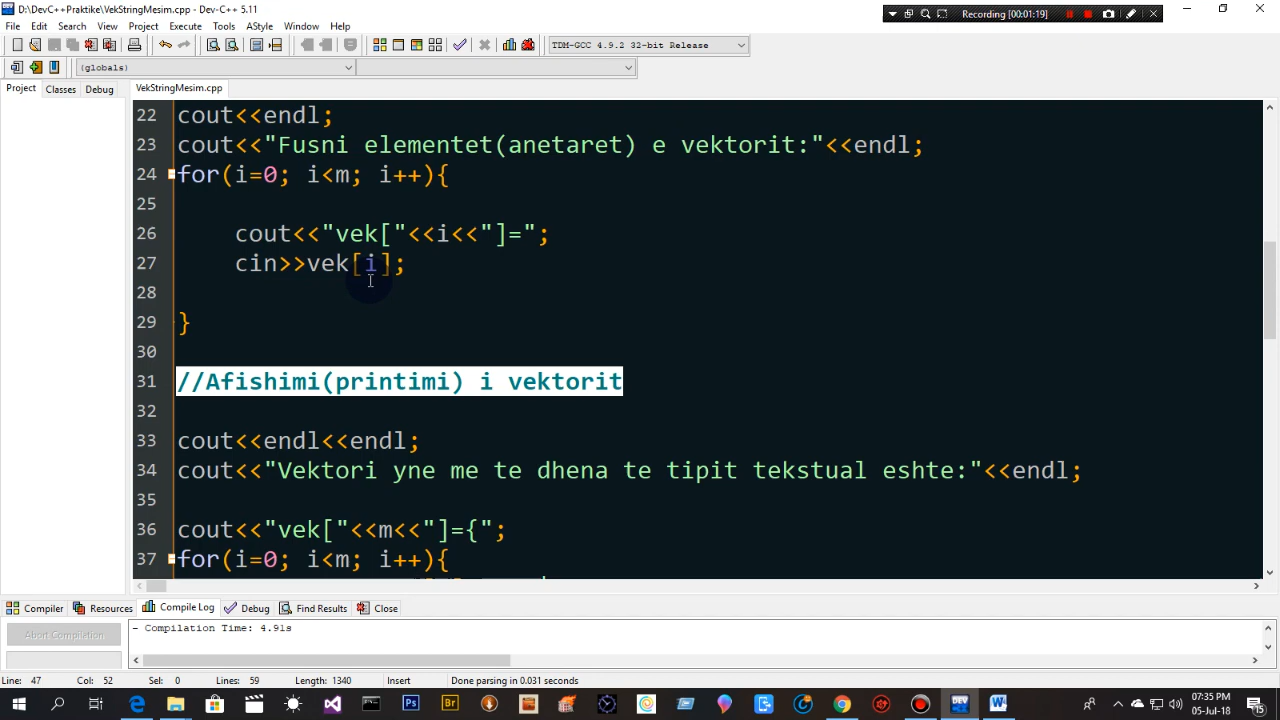 D:\DevC++Praktike\VekStringMesim.cpp - Dev-C++ 5.11
Recording [00:01:19]
File Edit Search View Project Execute Tools AStyle Window Help
TDM-GCC 4.9.2 32-bit Release
(globals)
Project Classes Debug VekStringMesim.cpp
22 cout<<endl;
23 cout<<"Fusni elementet(anetaret) e vektorit:"<<endl;
24 for(i=0; i<m; i++){
25
26 cout<<"vek["<<i<<"]=";
27 cin>>vek[i];
28
29 }
30
31 //Afishimi(printimi) i vektorit
32
33 cout<<endl<<endl;
34 cout<<"Vektori yne me te dhena te tipit tekstual eshte:"<<endl;
35
36 cout<<"vek["<<m<<"]={";
37 for(i=0; i<m; i++){
Compiler Resources Compile Log Debug Find Results Close
Abort Compilation
- Compilation Time: 4.91s
Line: 47 Col: 52 Sel: 0 Lines: 59 Length: 1340 Insert Done parsing in 0.031 seconds
07:35 PM
05-Jul-18
15